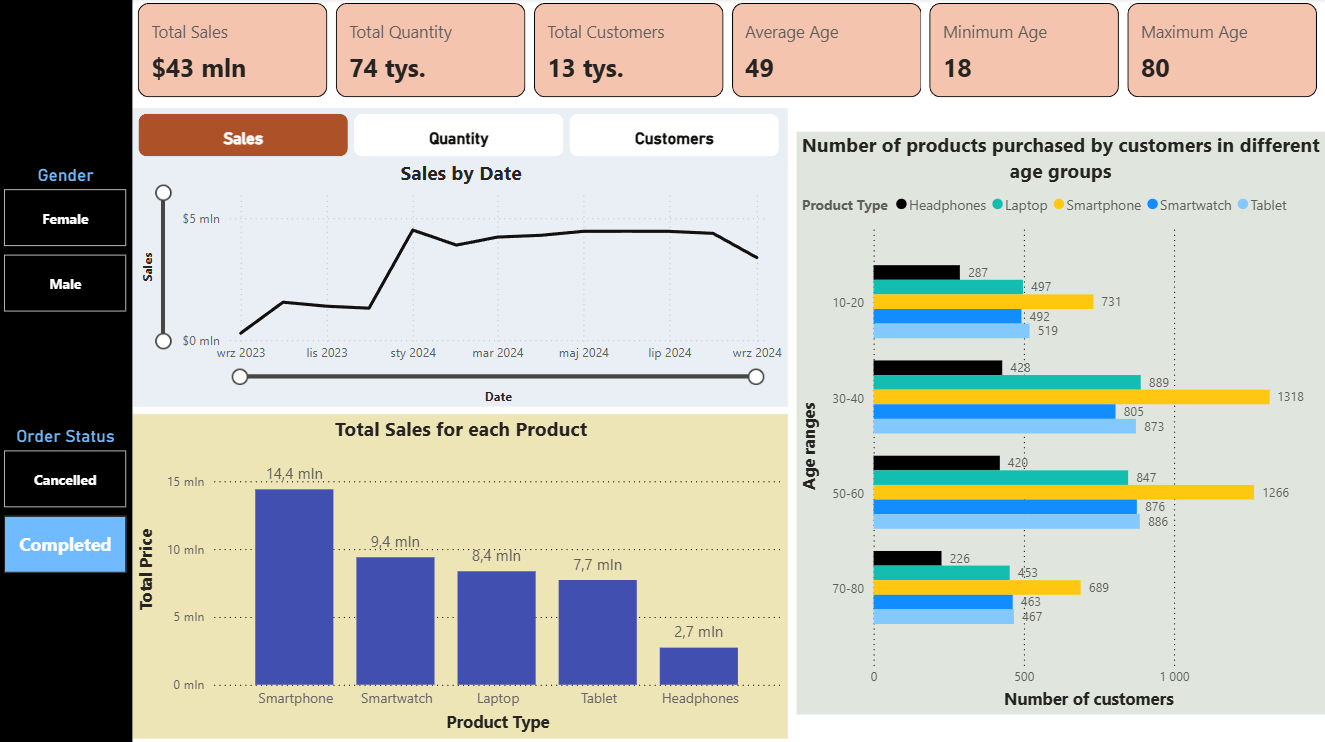 Total Sales
$43 mln
Total Quantity
74 tys.
Total Customers
13 tys.
Average Age
49
Minimum Age
18
Maximum Age
80
Gender
Female
Male
Order Status
Cancelled
Completed
Sales
Quantity
Customers
Sales by Date
Sales
$5 mln
$0 mln
wrz 2023
lis 2023
sty 2024
mar 2024
maj 2024
lip 2024
wrz 2024
Date
Total Sales for each Product
Total Price
15 mln
10 mln
5 mln
0 mln
14,4 mln
9,4 mln
8,4 mln
7,7 mln
2,7 mln
Smartphone
Smartwatch
Laptop
Tablet
Headphones
Product Type
Number of products purchased by customers in different
age groups
Product Type Headphones Laptop Smartphone Smartwatch Tablet
Age ranges
10-20
287
497
731
492
519
30-40
428
889
1318
805
873
50-60
420
847
1266
876
886
70-80
226
453
689
463
467
0
500
1 000
Number of customers